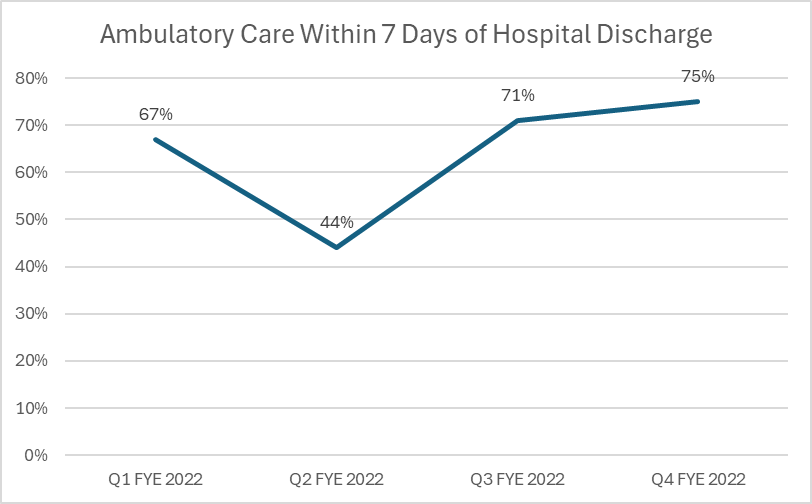 Ambulatory Care Within 7 Days of Hospital Discharge
80%
70%
60%
50%
40%
30%
20%
10%
0%
67%
44%
71%
75%
Q1 FYE 2022
Q2 FYE 2022
Q3 FYE 2022
Q4 FYE 2022